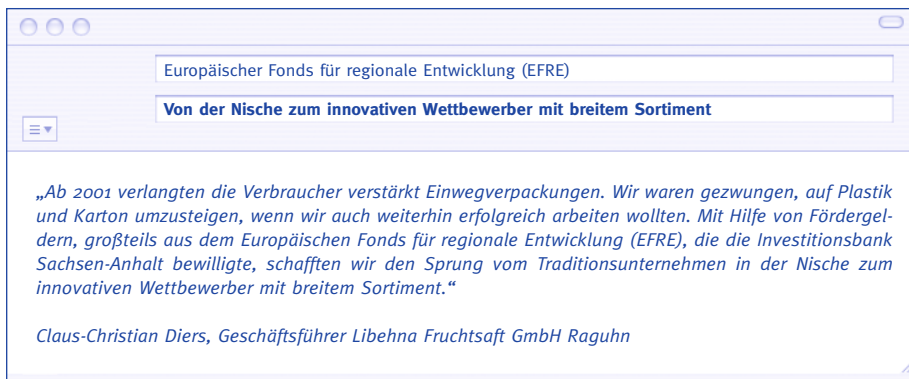 Europäischer Fonds für regionale Entwicklung (EFRE)
Von der Nische zum innovativen Wettbewerber mit breitem Sortiment
„Ab 2001 verlangten die Verbraucher verstärkt Einwegverpackungen. Wir waren gezwungen, auf Plastik
und Karton umzusteigen, wenn wir auch weiterhin erfolgreich arbeiten wollten. Mit Hilfe von Fördergel-
dern, großteils aus dem Europäischen Fonds für regionale Entwicklung (EFRE), die die Investitionsbank
Sachsen-Anhalt bewilligte, schafften wir den Sprung vom Traditionsunternehmen in der Nische zum
innovativen Wettbewerber mit breitem Sortiment.“
Claus-Christian Diers, Geschäftsführer Libehna Fruchtsaft GmbH Raguhn